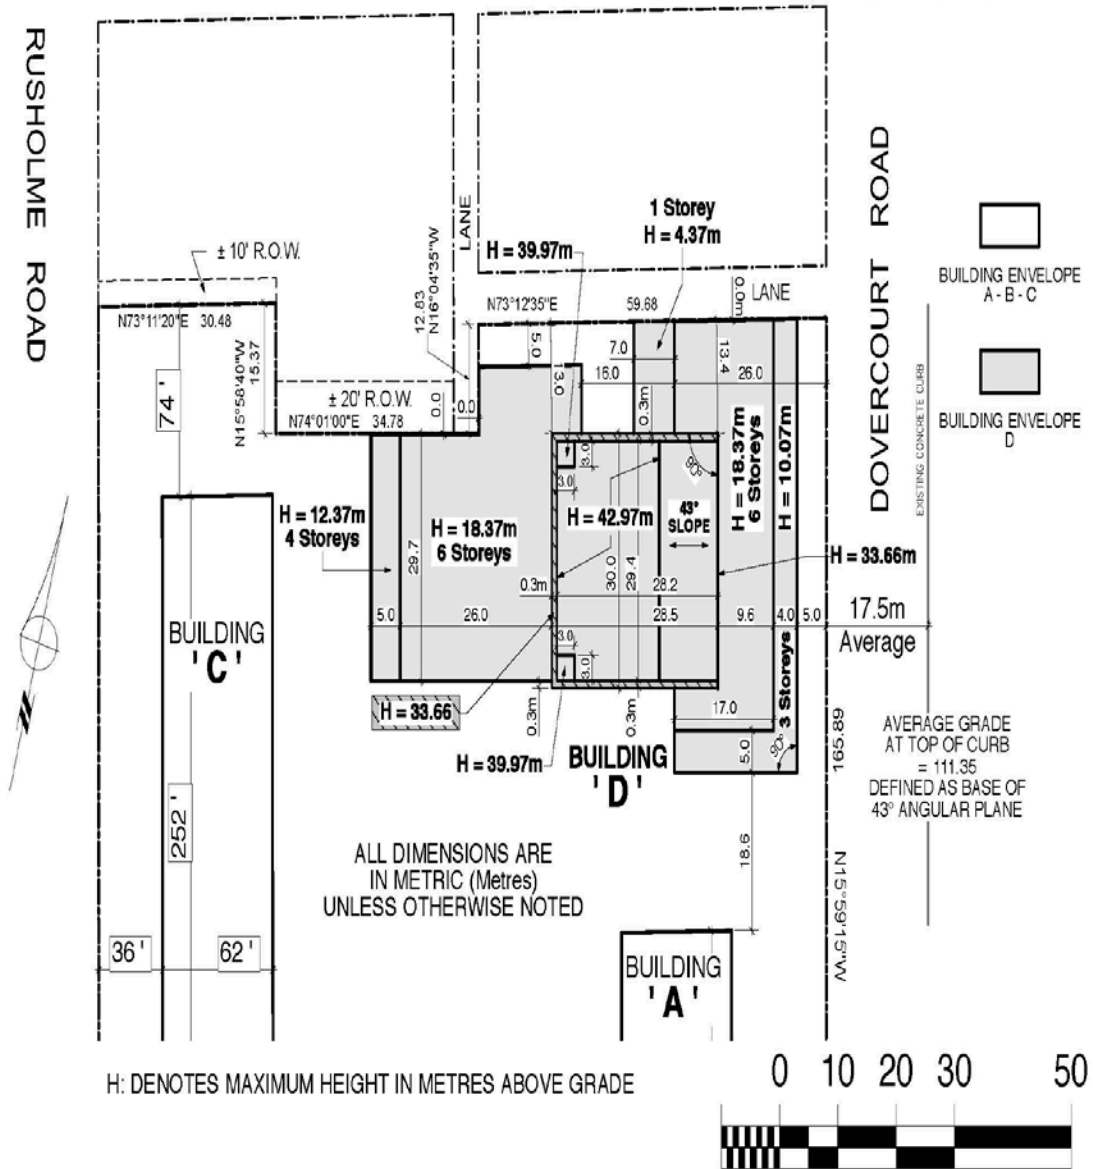 RUSHOLME ROAD
LANE
± 10' R.O.W.
N73°11'20"E 30.48
N15°58'40"W
15.37
74'
± 20' R.O.W.
N74°01'00"E 34.78
0.0
0.0
12.83
N16°04'35"W
H = 39.97m
1 Storey
H = 4.37m
N73°12'35"E 59.68
0.0m
LANE
DOVERCOURT ROAD
EXISTING CONCRETE CURB
BUILDING ENVELOPE
A - B - C
BUILDING ENVELOPE
D
5.0
13.0
7.0
16.0
0.3m
13.4
26.0
H = 18.37m
6 Storeys
H = 10.07m
3 Storeys
90°
3.0
3.0
H = 12.37m
4 Storeys
H = 18.37m
6 Storeys
H = 42.97m
43°
SLOPE
H = 33.66m
29.7
0.3m
30.0
29.4
28.2
5.0
26.0
28.5
9.6
4.0
5.0
17.5m
Average
3.0
3.0
BUILDING
'C'
H = 33.66
0.3m
0.3m
17.0
5.0
90°
H = 39.97m
BUILDING
'D'
165.89
N15°59'15"W
AVERAGE GRADE
AT TOP OF CURB
= 111.35
DEFINED AS BASE OF
43° ANGULAR PLANE
252'
18.6
ALL DIMENSIONS ARE
IN METRIC (Metres)
UNLESS OTHERWISE NOTED
36'
62'
BUILDING
'A'
H: DENOTES MAXIMUM HEIGHT IN METRES ABOVE GRADE
0 10 20 30 50